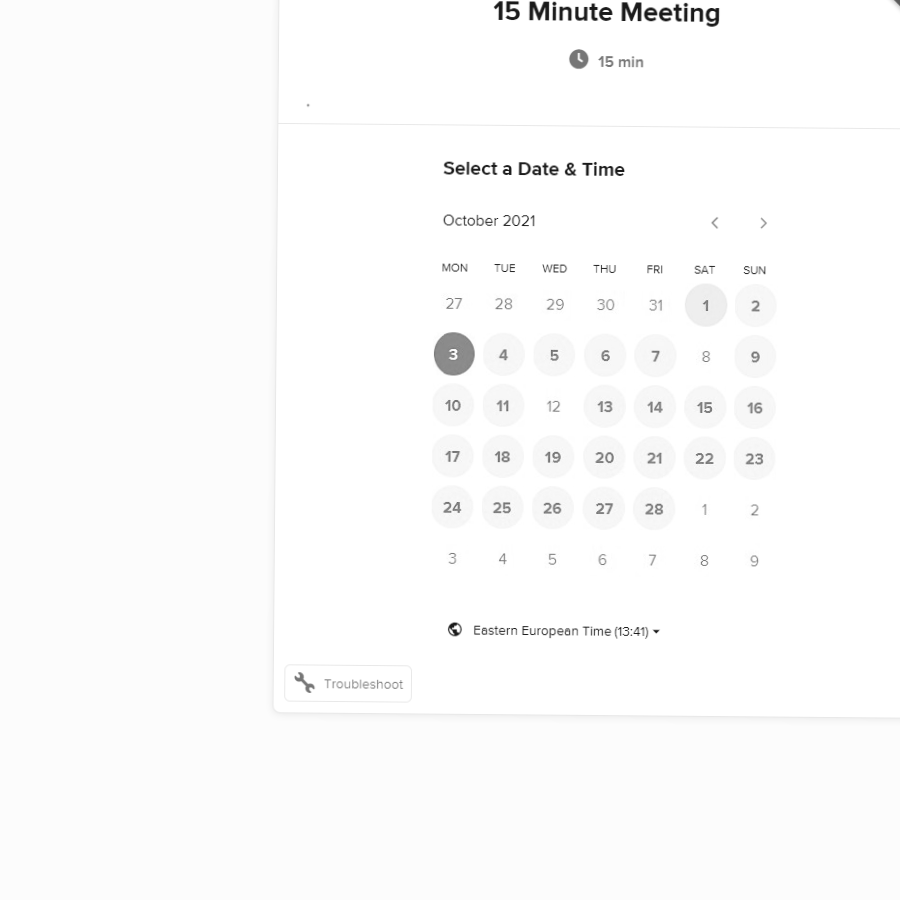 15 Minute Meeting
15 min
Select a Date & Time
October 2021
MON TUE WED THU FRI SAT SUN
27 28 29 30 31 1 2
3 4 5 6 7 8 9
10 11 12 13 14 15 16
17 18 19 20 21 22 23
24 25 26 27 28 1 2
3 4 5 6 7 8 9
Eastern European Time (13:41)
Troubleshoot